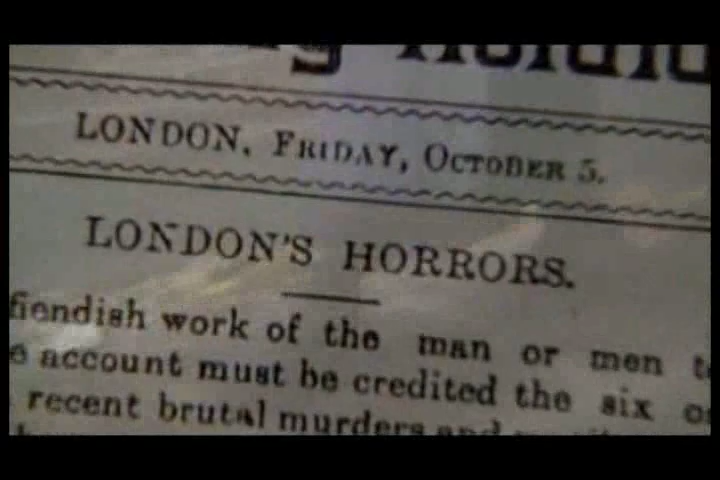 LONDON, FRIDAY, OCTOBER 5.
LONDON'S HORRORS.
fiendish work of the man or men
account must be credited the six
recent brutal murders and